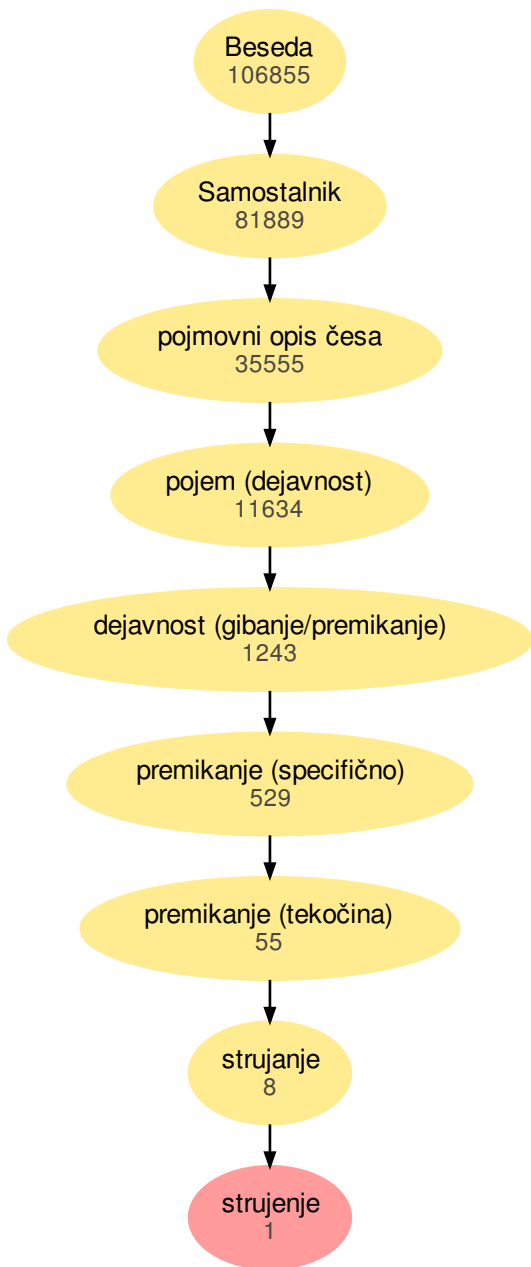 Beseda
106855
Samostalnik
81889
pojmovni opis česa
35555
pojem (dejavnost)
11634
dejavnost (gibanje/premikanje)
1243
premikanje (specifično)
529
premikanje (tekočina)
55
strujanje
8
strujenje
1